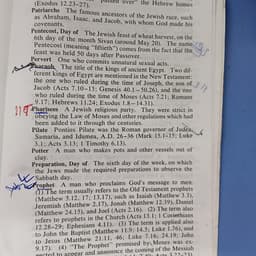 passed over" the Hebrew homes
(Exodus 12.23–27).
Patriarchs The famous ancestors of the Jewish race, such
as Abraham, Isaac, and Jacob, with whom God made his
covenants.
Pentecost, Day of The Jewish feast of wheat harvest, on the
6th day of the month Sivan (around May 20). The name
Pentecost (meaning "fiftieth") comes from the fact that the
feast was held 50 days after Passover.
Pervert One who commits unnatural sexual acts.
Pharaoh The title of the kings of ancient Egypt. Two dif-
ferent kings of Egypt are mentioned in the New Testament:
the one who ruled during the time of Joseph, the son of
Jacob (Acts 7.10–13; Genesis 40.1–50.26), and the one
who ruled during the time of Moses (Acts 7.21; Romans
9.17; Hebrews 11.24; Exodus 1.8–14.31).
Pharisees A Jewish religious party. They were strict in
obeying the Law of Moses and other regulations which had
been added to it through the centuries.
Pilate Pontius Pilate was the Roman governor of Judea,
Samaria, and Idumea, A.D. 26–36 (Mark 15.1–15; Luke
3.1; Acts 3.13; 1 Timothy 6.13).
Potter A man who makes pots and other vessels out of
clay.
Preparation, Day of The sixth day of the week, on which
the Jews made the required preparations to observe the
Sabbath day.
Prophet A man who proclaims God's message to men:
(1) The term usually refers to the Old Testament prophets
(Matthew 5.12, 17; 13.17), such as Isaiah (Matthew 3.3),
Jeremiah (Matthew 2.17), Jonah (Matthew 12.39), Daniel
(Matthew 24.15), and Joel (Acts 2.16). (2) The term also
refers to prophets in the Church (Acts 13.1; 1 Corinthians
12.28–29; Ephesians 4.11). (3) The term is applied also
to John the Baptist (Matthew 11.9; 14.5; Luke 1.76), and
to Jesus (Matthew 21.11, 46; Luke 7.16; 24.19; John
9.17). (4) "The Prophet" promised by Moses was ex-
pected to appear and announce the coming of the Messiah